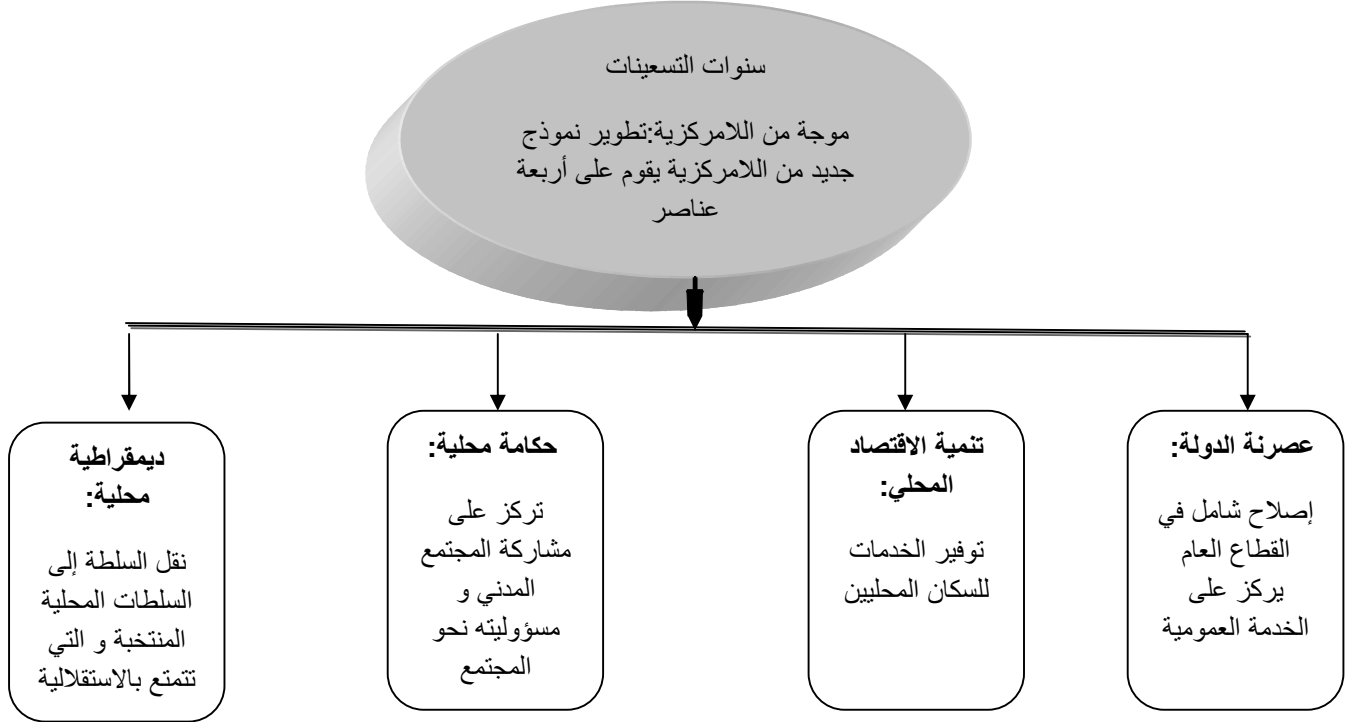 سنوات التسعينات
موجة من اللامركزية:تطوير نموذج
جديد من اللامركزية يقوم على أربعة
عناصر
عصرنة الدولة:
إصلاح شامل في
القطاع العام
يركز على
الخدمة العمومية
تنمية الاقتصاد
المحلي:
توفير الخدمات
للسكان المحليين
حكامة محلية:
تركز على
مشاركة المجتمع
المدني و
مسؤوليته نحو
المجتمع
ديمقراطية
محلية:
نقل السلطة إلى
السلطات المحلية
المنتخبة و التي
تتمتع بالاستقلالية